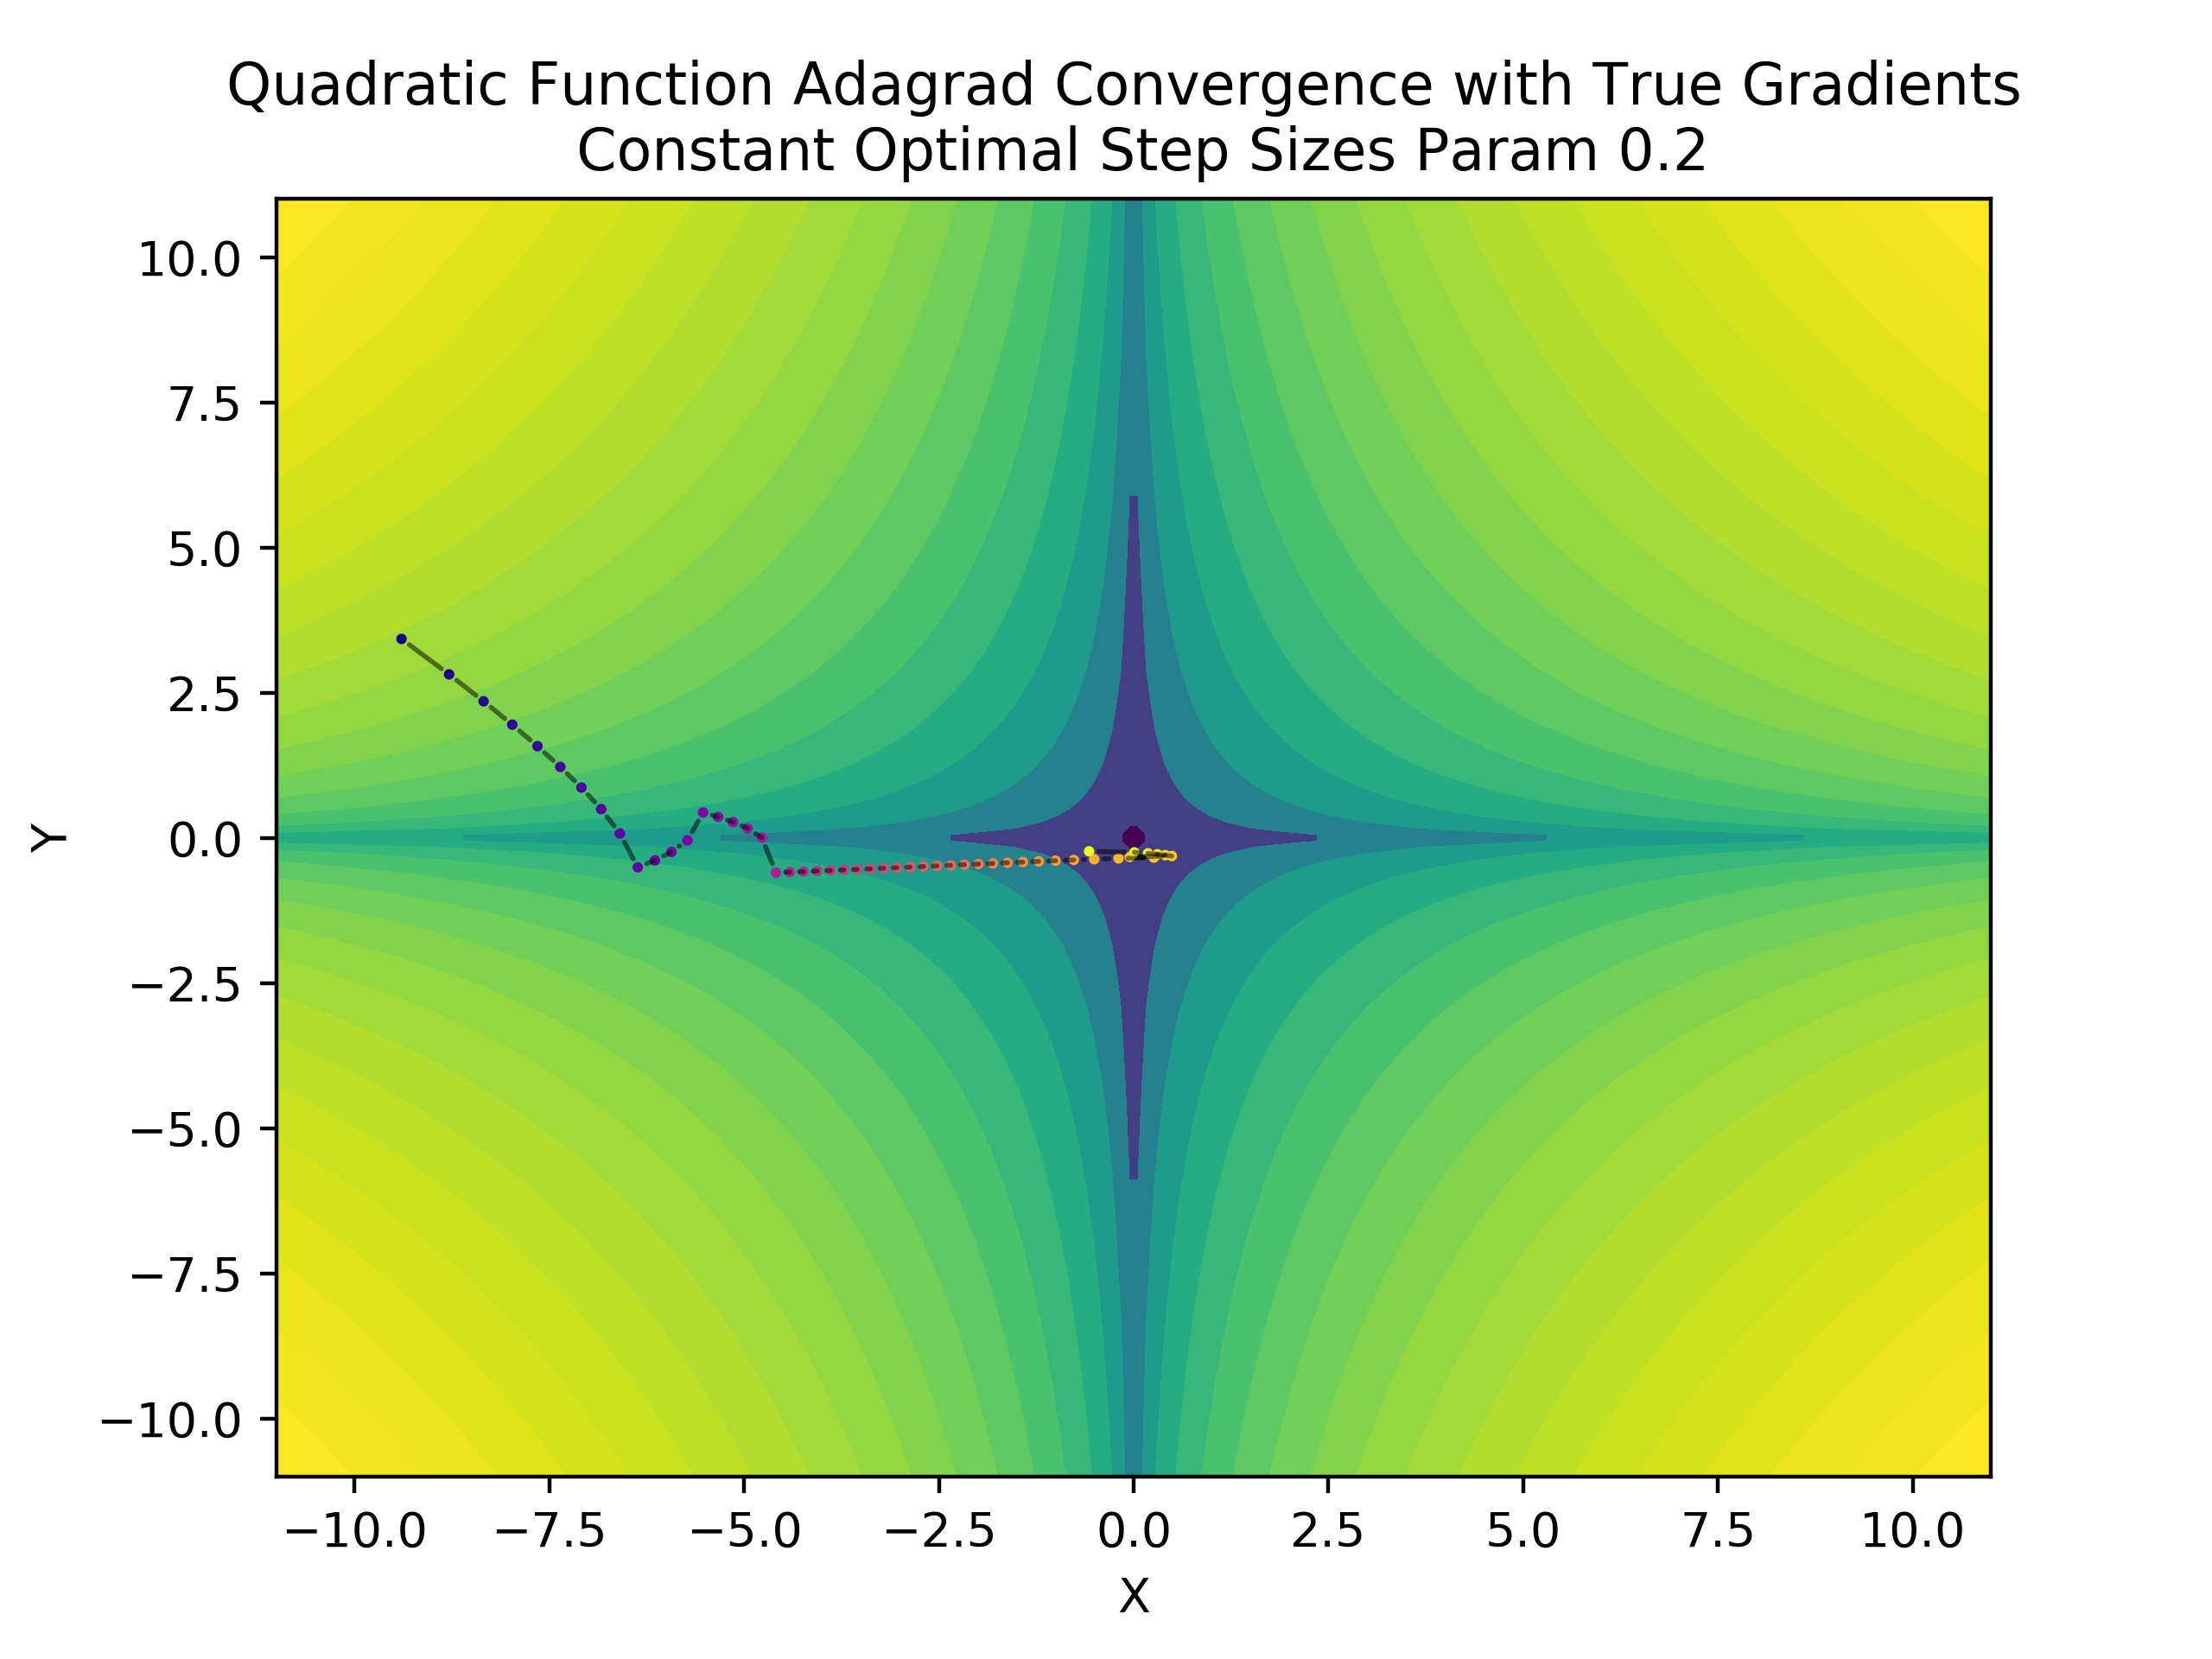 Quadratic Function Adagrad Convergence with True Gradients
Constant Optimal Step Sizes Param 0.2
10.0
7.5
5.0
2.5
0.0
−2.5
−5.0
−7.5
−10.0
Y
−10.0 −7.5 −5.0 −2.5 0.0 2.5 5.0 7.5 10.0
X